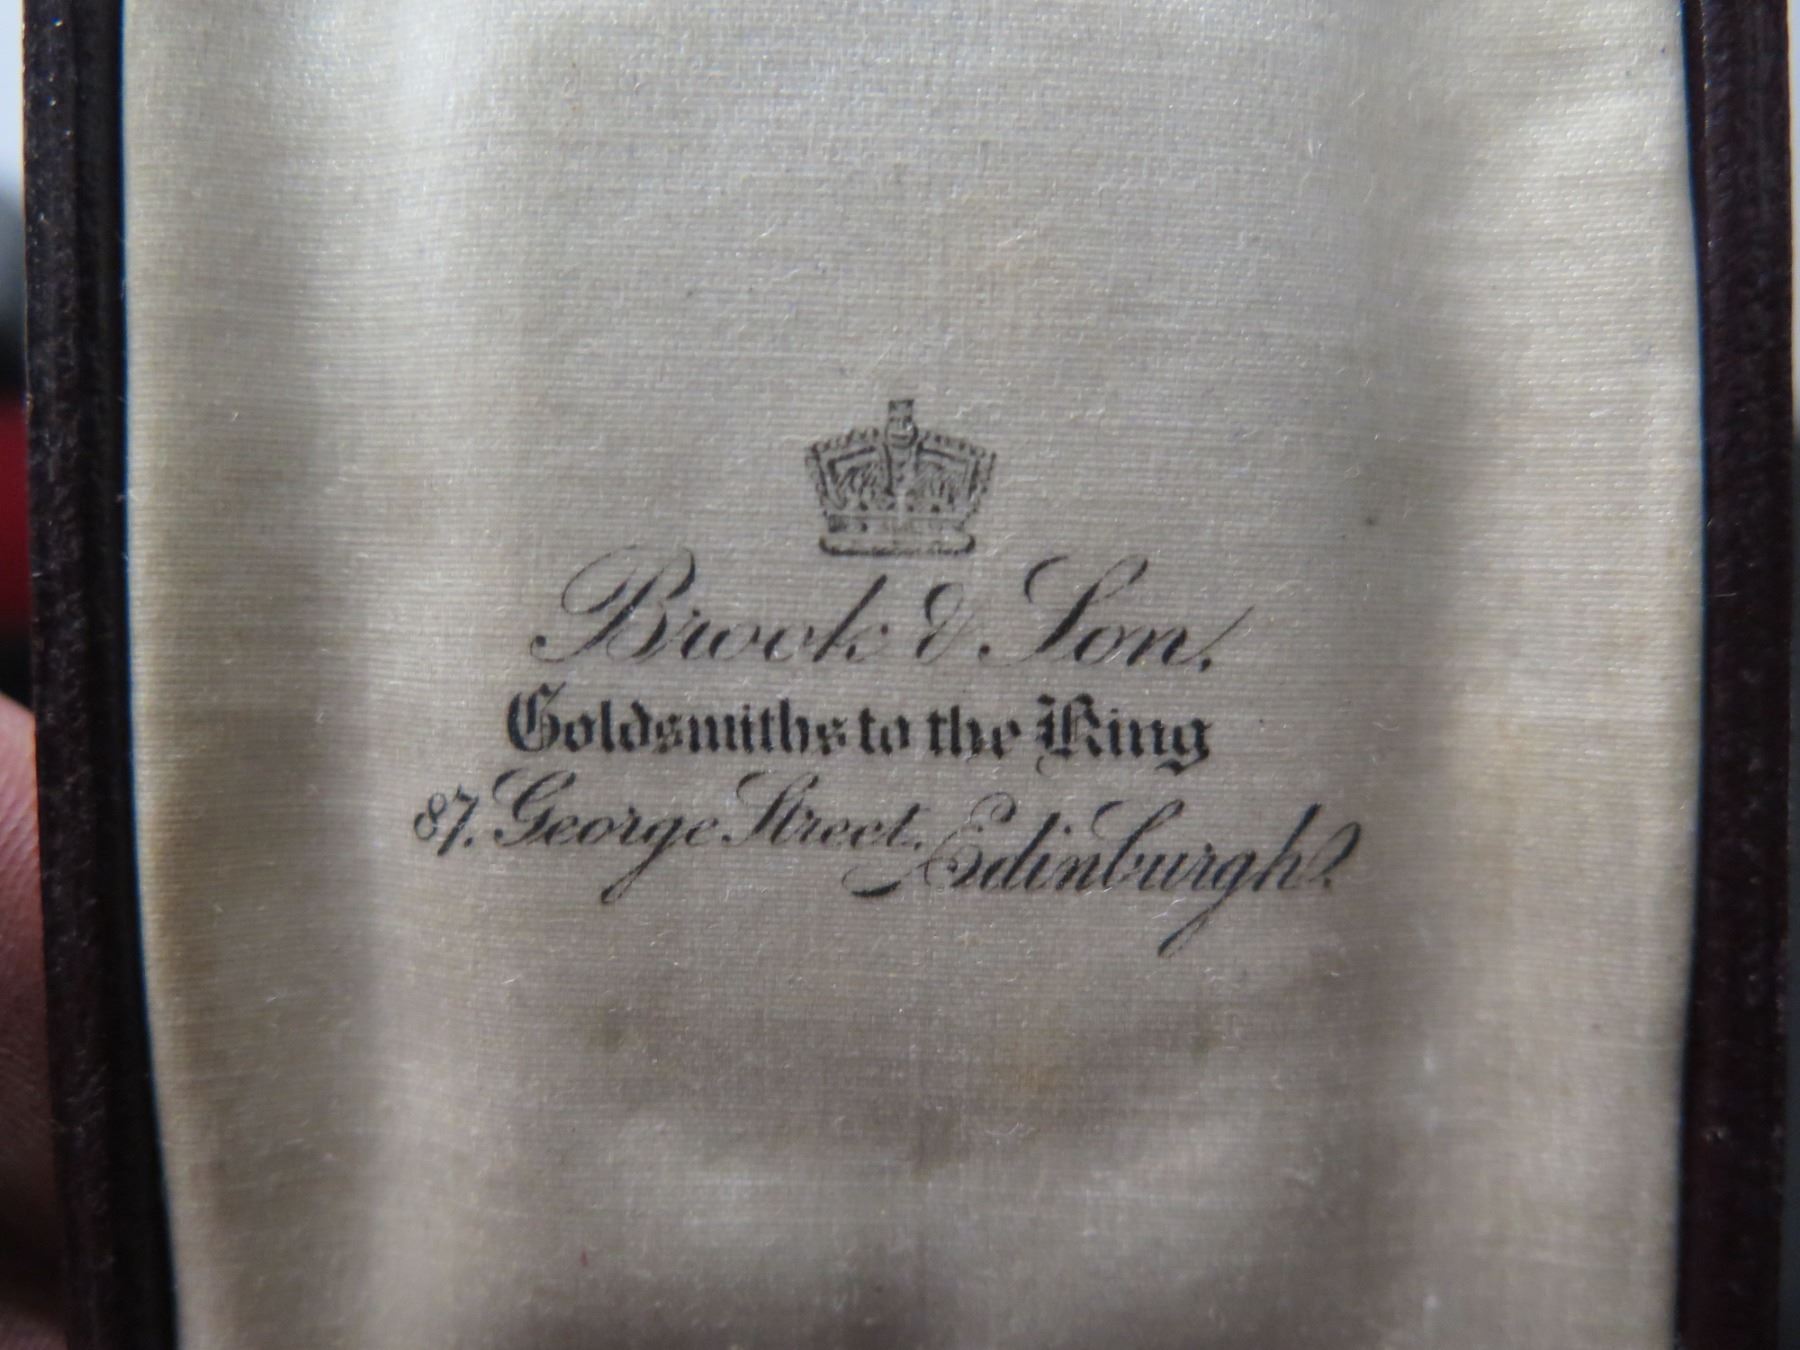 Brook & Son.
Goldsmiths to the King
87. George Street. Edinburgh.